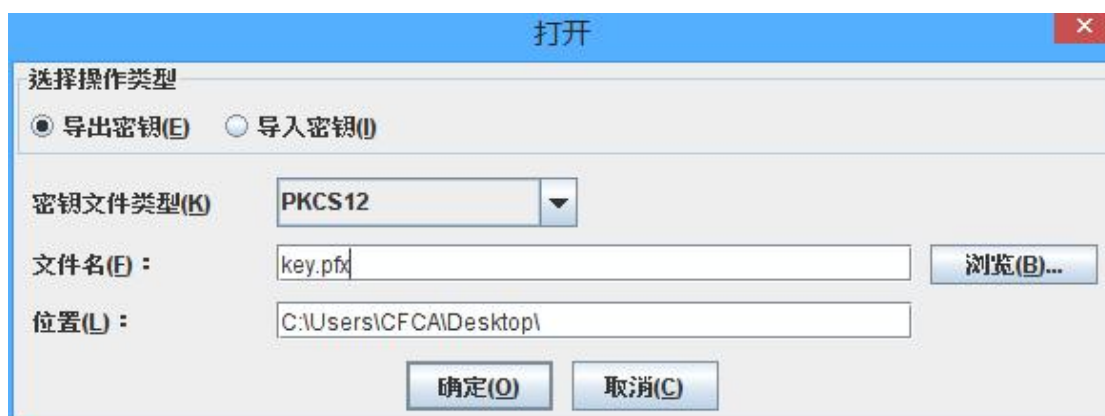 打开
选择操作类型
导出密钥(E) 导入密钥(I)
密钥文件类型(K) PKCS12
文件名(F)： key.pfx 浏览(B)...
位置(L)： C:\Users\CFCA\Desktop\
确定(O) 取消(C)